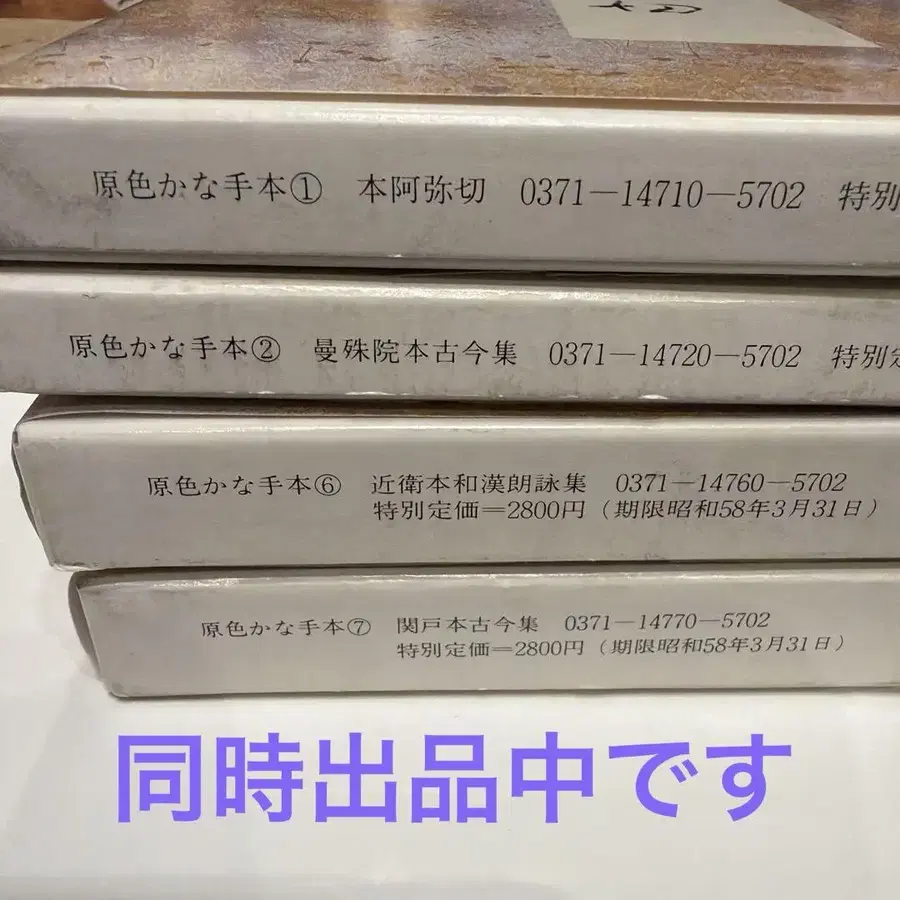 切
原色かな手本① 本阿弥切 0371―14710―5702 特別
原色かな手本② 曼殊院本古今集 0371―14720―5702 特別定
原色かな手本⑥ 近衛本和漢朗詠集 0371―14760―5702
特別定価=2800円(期限昭和58年3月31日)
原色かな手本⑦ 関戸本古今集 0371―14770―5702
特別定価=2800円(期限昭和58年3月31日)
同時出品中です